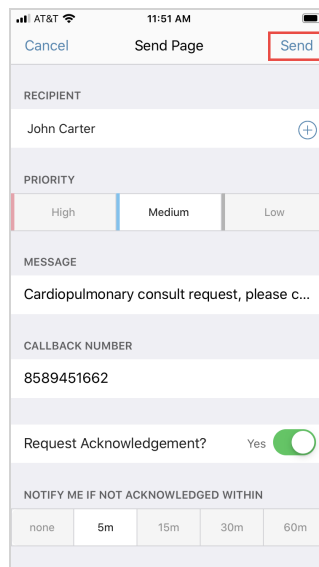 AT&T 11:51 AM
Cancel Send Page Send
RECIPIENT
John Carter
PRIORITY
High Medium Low
MESSAGE
Cardiopulmonary consult request, please c...
CALLBACK NUMBER
8589451662
Request Acknowledgement? Yes
NOTIFY ME IF NOT ACKNOWLEDGED WITHIN
none 5m 15m 30m 60m